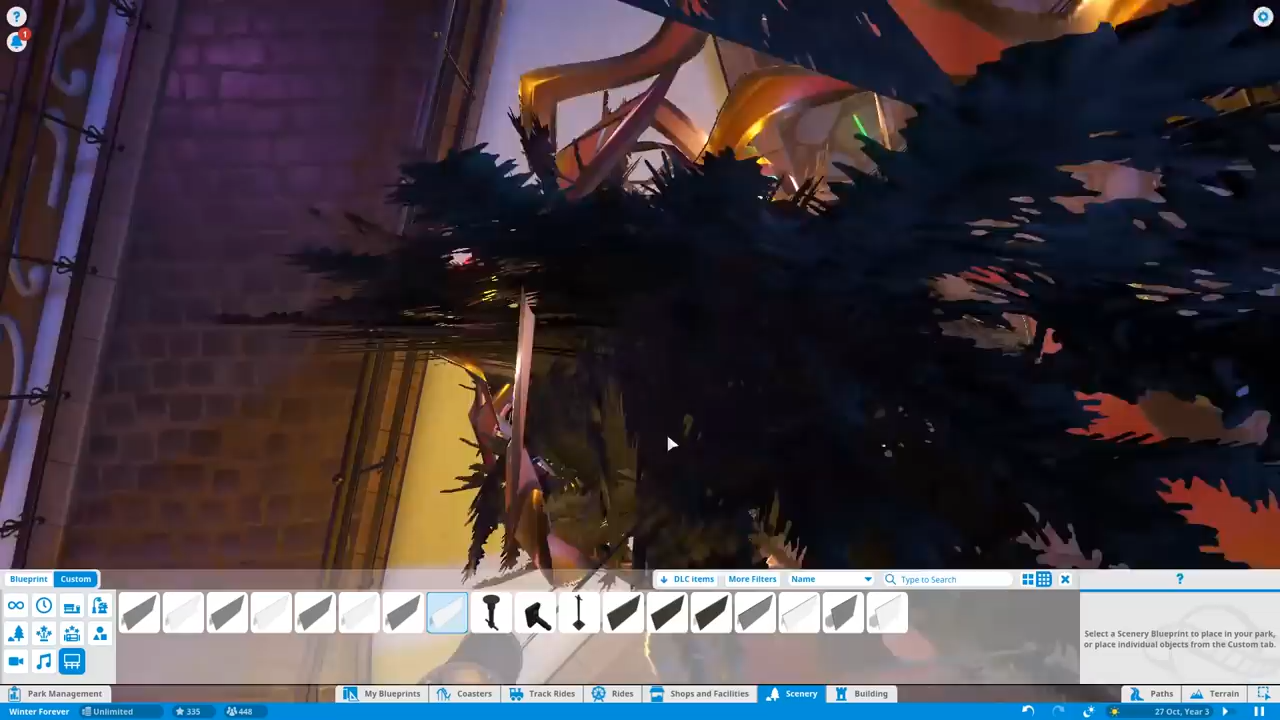 ?
1
Blueprint Custom
DLC items More Filters Name Type to Search
?
Select a Scenery Blueprint to place in your park,
or place individual objects from the Custom tab.
Park Management My Blueprints Coasters Track Rides Rides Shops and Facilities Scenery Building Paths Terrain
Winter Forever Unlimited 335 448 27 Oct, Year 3